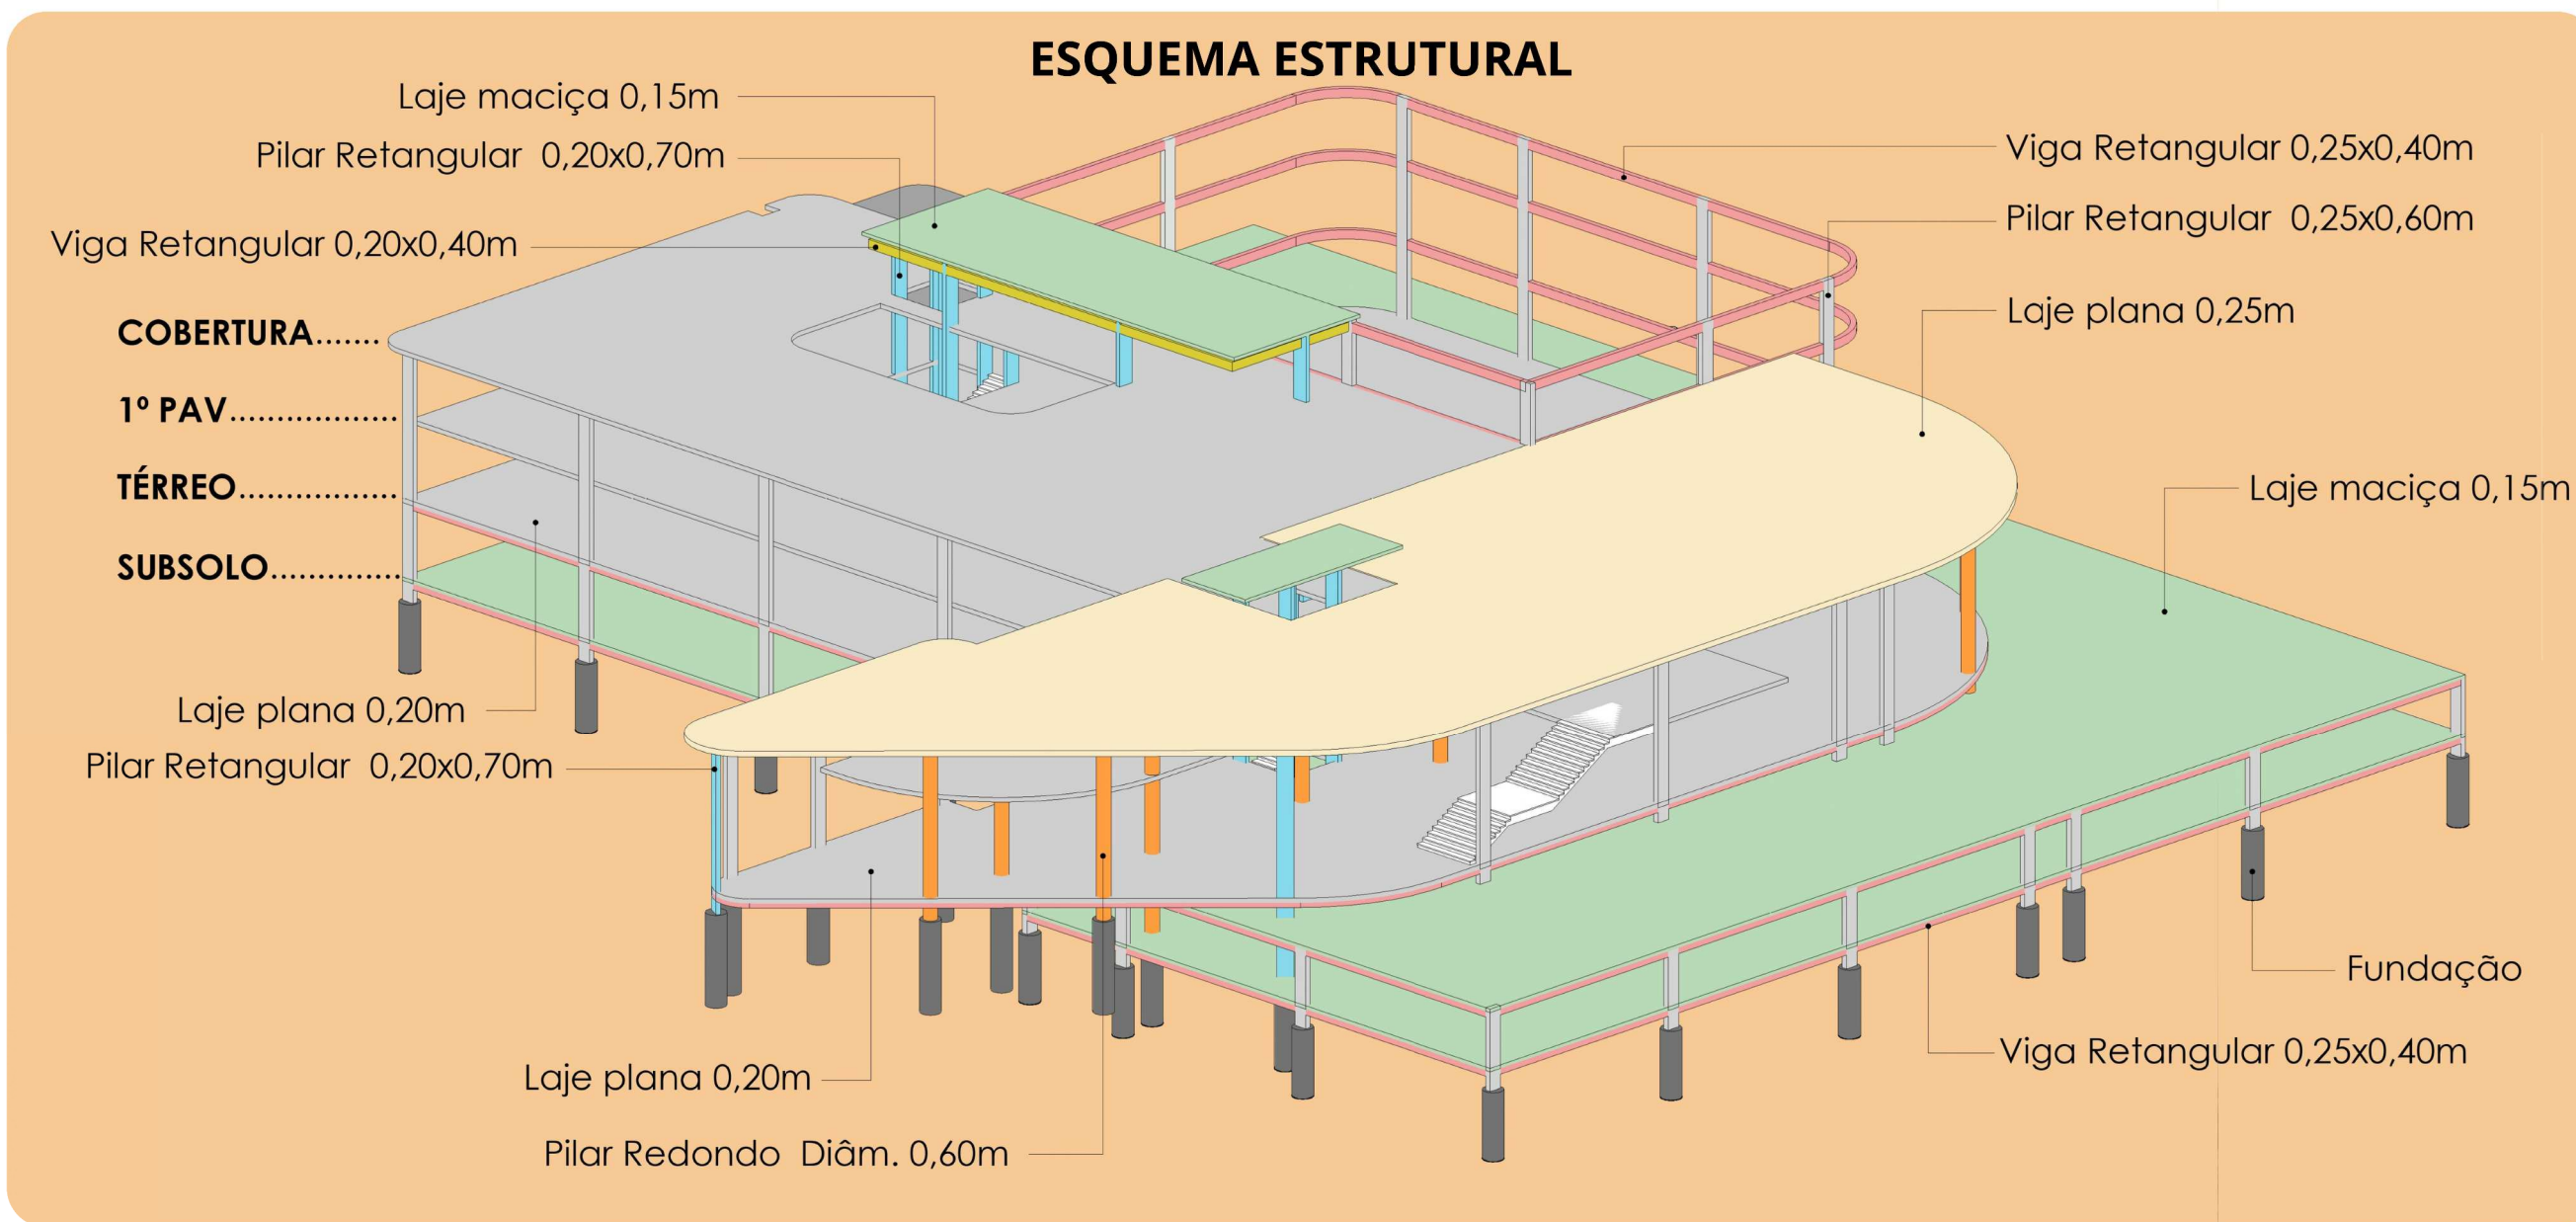 ESQUEMA ESTRUTURAL
Laje maciça 0,15m
Pilar Retangular 0,20x0,70m
Viga Retangular 0,20x0,40m
COBERTURA.......
1º PAV..................
TÉRREO.................
SUBSOLO..............
Laje plana 0,20m
Pilar Retangular 0,20x0,70m
Laje plana 0,20m
Pilar Redondo Diâm. 0,60m
Viga Retangular 0,25x0,40m
Pilar Retangular 0,25x0,60m
Laje plana 0,25m
Laje maciça 0,15m
Fundação
Viga Retangular 0,25x0,40m